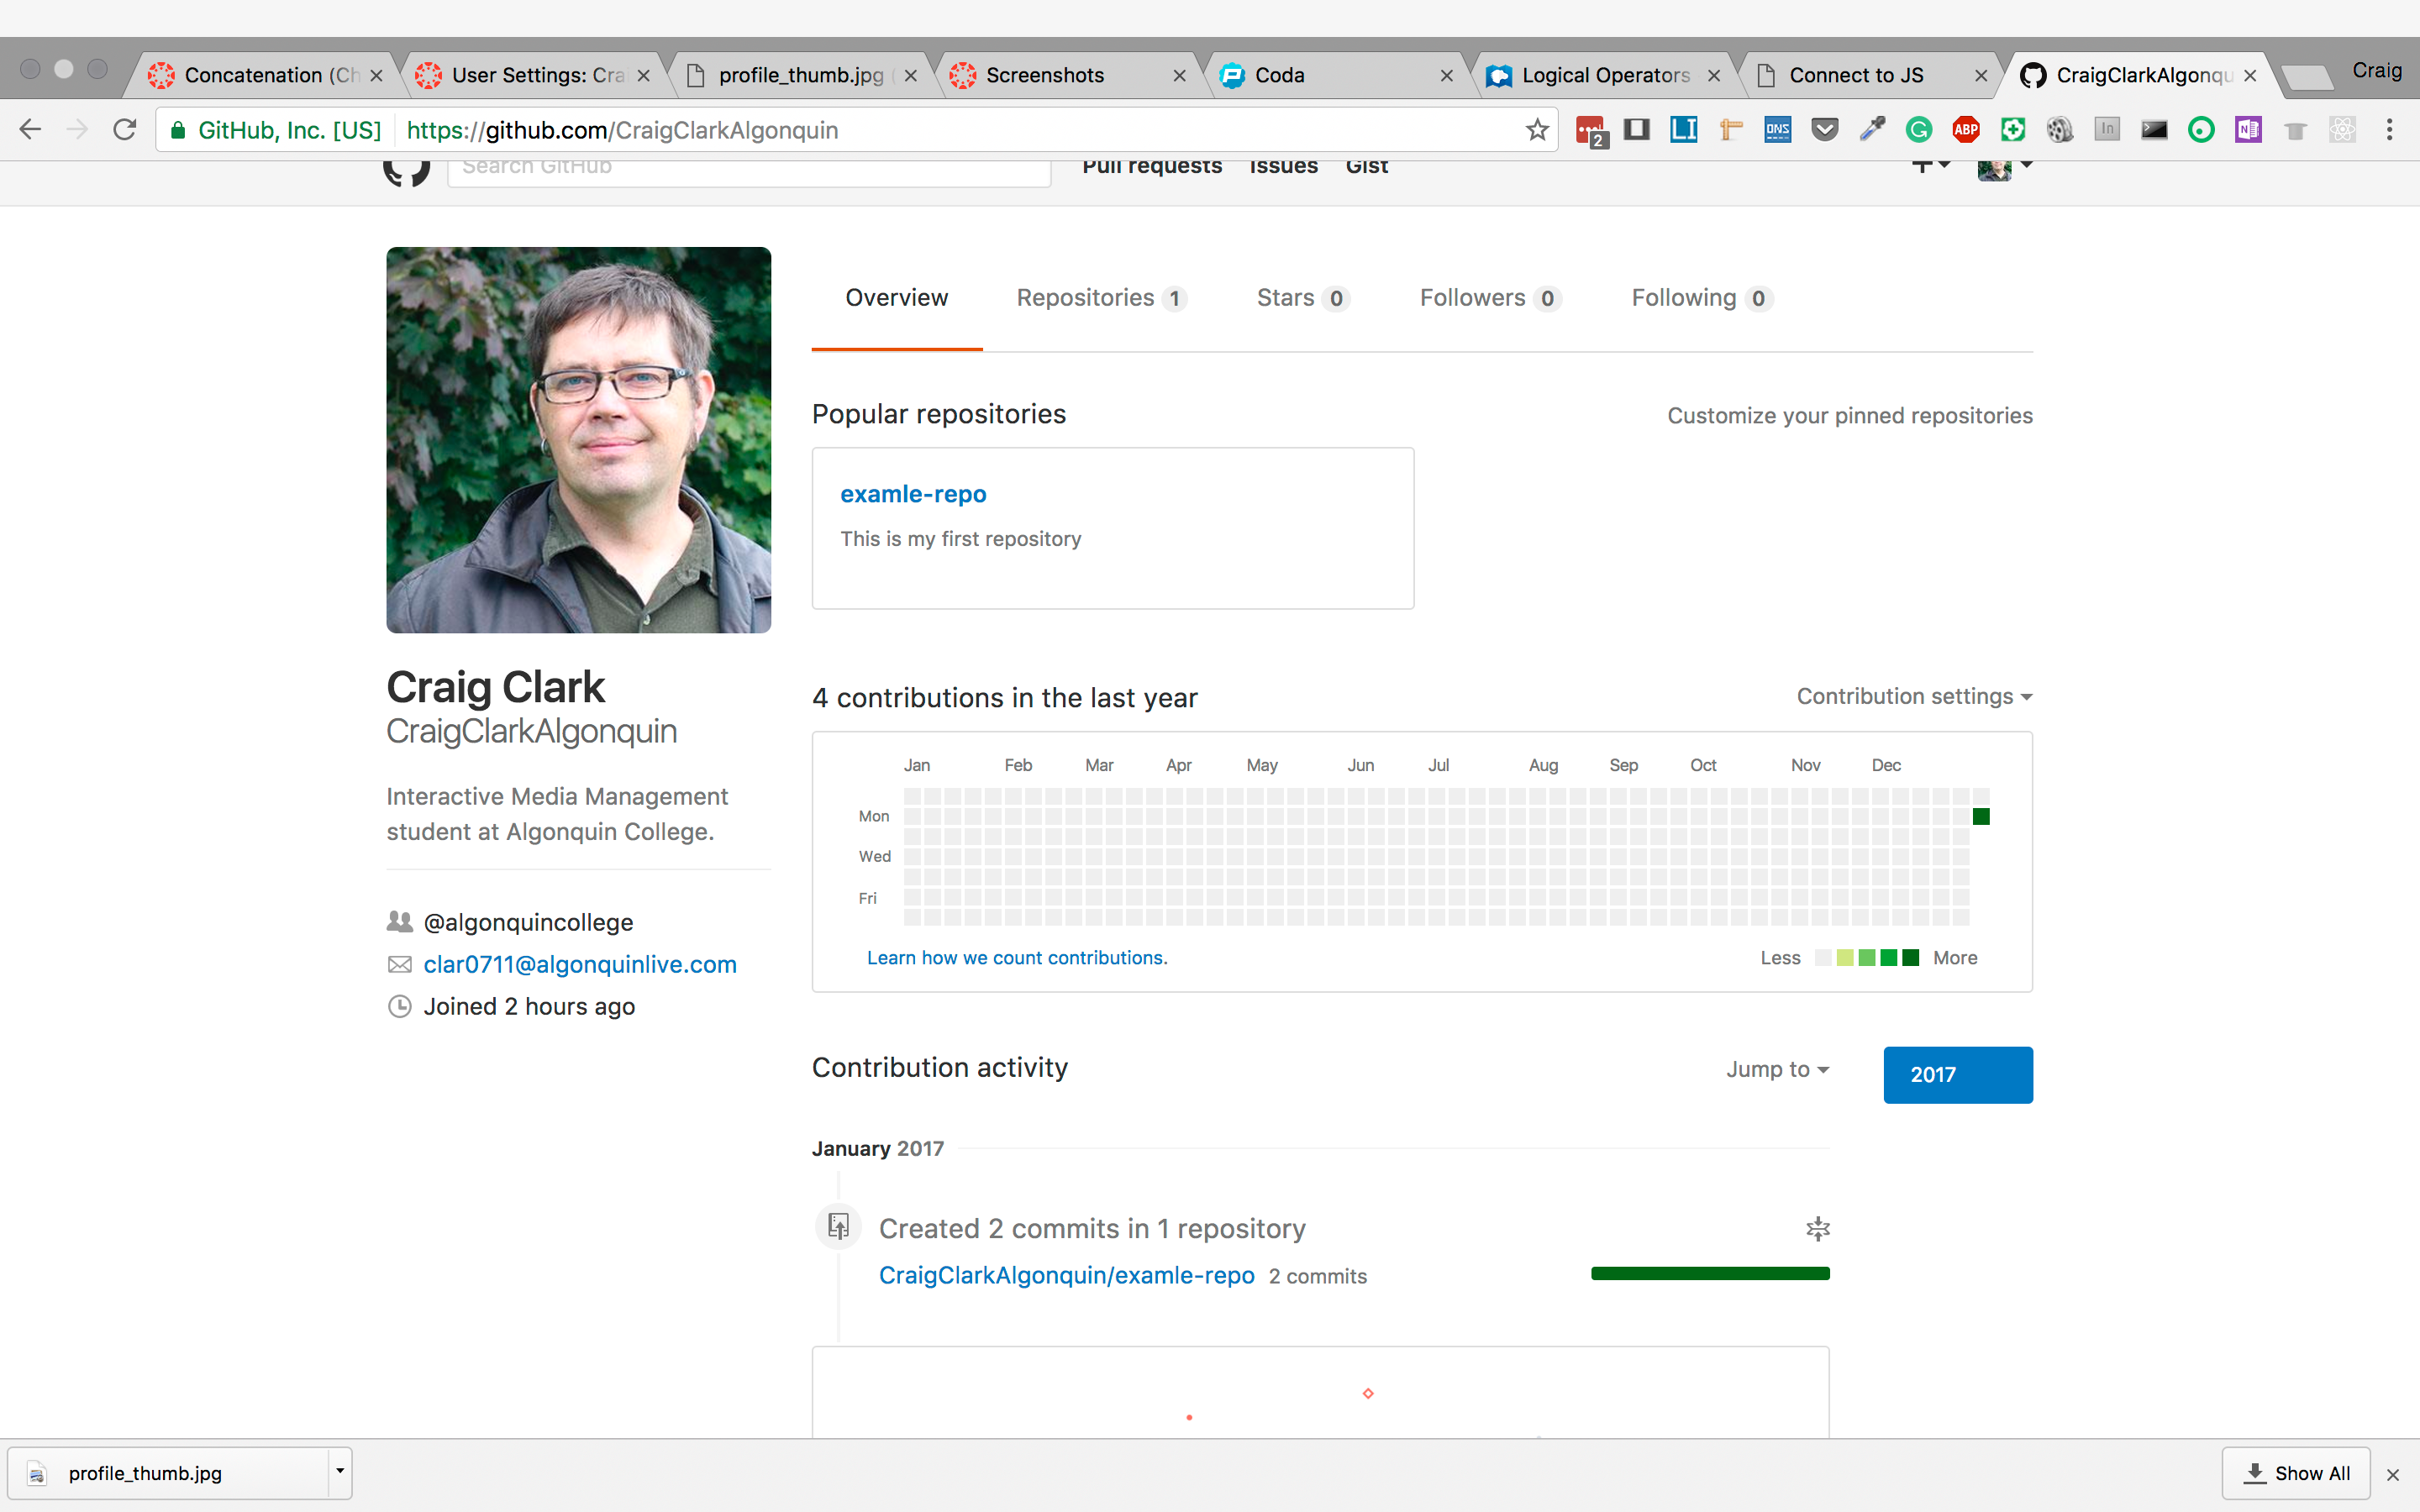 Concatenation (Ch
User Settings: Cra
profile_thumb.jpg (
Screenshots
Coda
Logical Operators
Connect to JS
CraigClarkAlgonqu
Craig
GitHub, Inc. [US]
https://github.com/CraigClarkAlgonquin
2
LI
DNS
G
ABP
In
N
Search GitHub
Pull requests
Issues
Gist
Overview
Repositories 1
Stars 0
Followers 0
Following 0
Popular repositories
Customize your pinned repositories
examle-repo
This is my first repository
Craig Clark
CraigClarkAlgonquin
Interactive Media Management
student at Algonquin College.
@algonquincollege
clar0711@algonquinlive.com
Joined 2 hours ago
4 contributions in the last year
Contribution settings
Jan Feb Mar Apr May Jun Jul Aug Sep Oct Nov Dec
Mon
Wed
Fri
Learn how we count contributions.
Less
More
Contribution activity
Jump to
2017
January 2017
Created 2 commits in 1 repository
CraigClarkAlgonquin/examle-repo 2 commits
profile_thumb.jpg
Show All